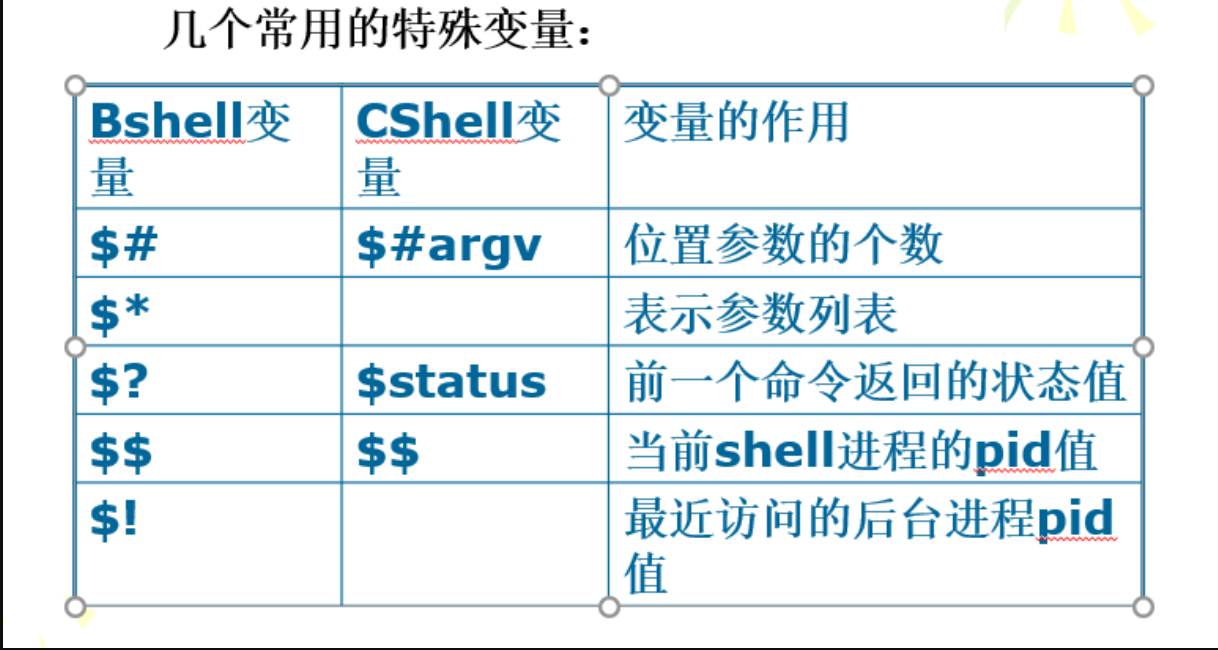 几个常用的特殊变量：
Bshell变量
CShell变量
变量的作用
$#
$#argv
位置参数的个数
$*
表示参数列表
$?
$status
前一个命令返回的状态值
$$
$$
当前shell进程的pid值
$!
最近访问的后台进程pid
值